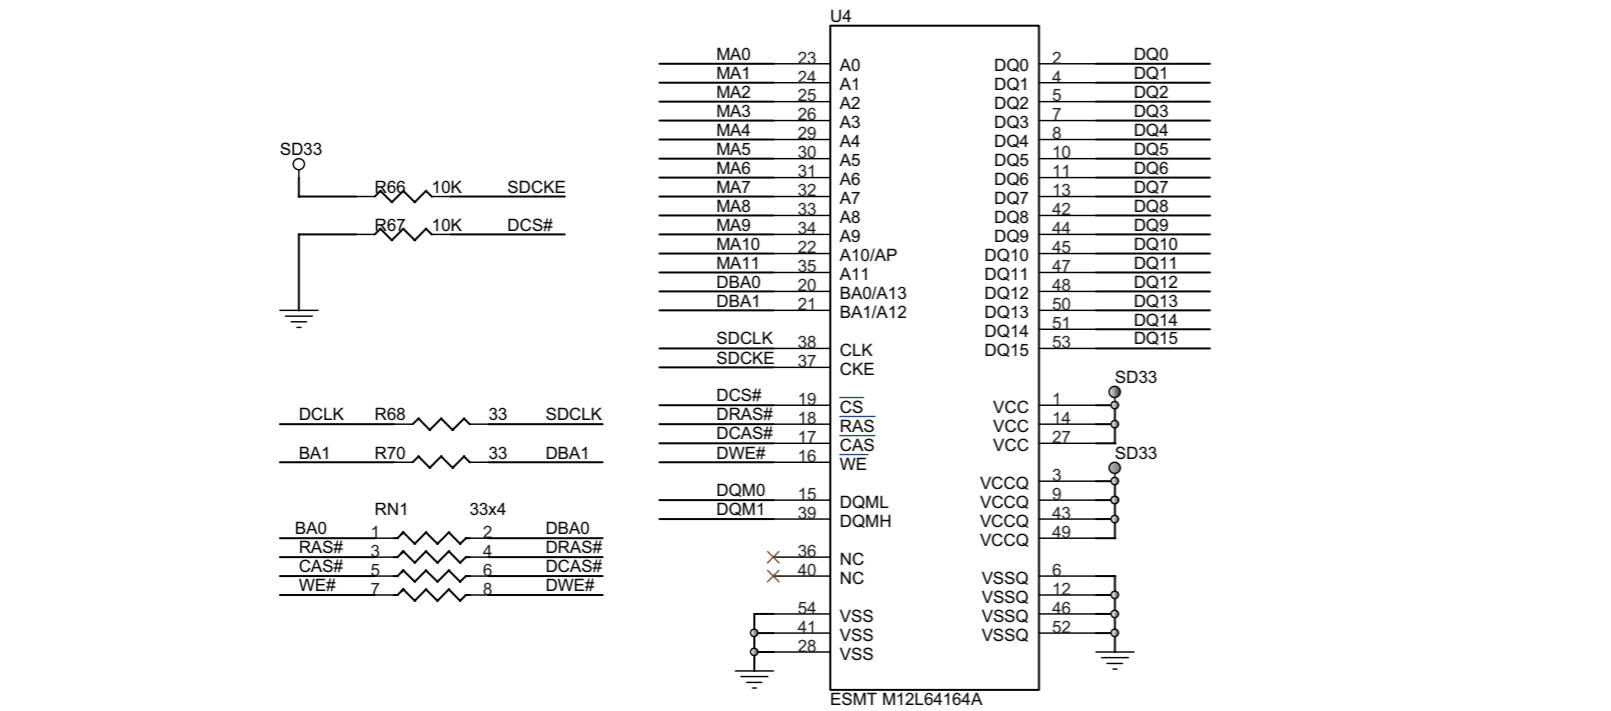 U4
MA0 23 A0 DQ0 2 DQ0
MA1 24 A1 DQ1 4 DQ1
MA2 25 A2 DQ2 5 DQ2
MA3 26 A3 DQ3 7 DQ3
MA4 29 A4 DQ4 8 DQ4
MA5 30 A5 DQ5 10 DQ5
MA6 31 A6 DQ6 11 DQ6
MA7 32 A7 DQ7 13 DQ7
MA8 33 A8 DQ8 42 DQ8
MA9 34 A9 DQ9 44 DQ9
MA10 22 A10/AP DQ10 45 DQ10
MA11 35 A11 DQ11 47 DQ11
DBA0 20 BA0/A13 DQ12 48 DQ12
DBA1 21 BA1/A12 DQ13 50 DQ13
DQ14 51 DQ14
SDCLK 38 CLK DQ15 53 DQ15
SDCKE 37 CKE
SD33
DCS# 19 CS VCC 1
DRAS# 18 RAS VCC 14
DCAS# 17 CAS VCC 27
DWE# 16 WE
SD33
VCCQ 3
DQM0 15 DQML VCCQ 9
DQM1 39 DQMH VCCQ 43
VCCQ 49
36 NC
40 NC VSSQ 6
VSSQ 12
54 VSS VSSQ 46
41 VSS VSSQ 52
28 VSS
ESMT M12L64164A
SD33
R66 10K SDCKE
R67 10K DCS#
DCLK R68 33 SDCLK
BA1 R70 33 DBA1
RN1 33x4
BA0 1 2 DBA0
RAS# 3 4 DRAS#
CAS# 5 6 DCAS#
WE# 7 8 DWE#